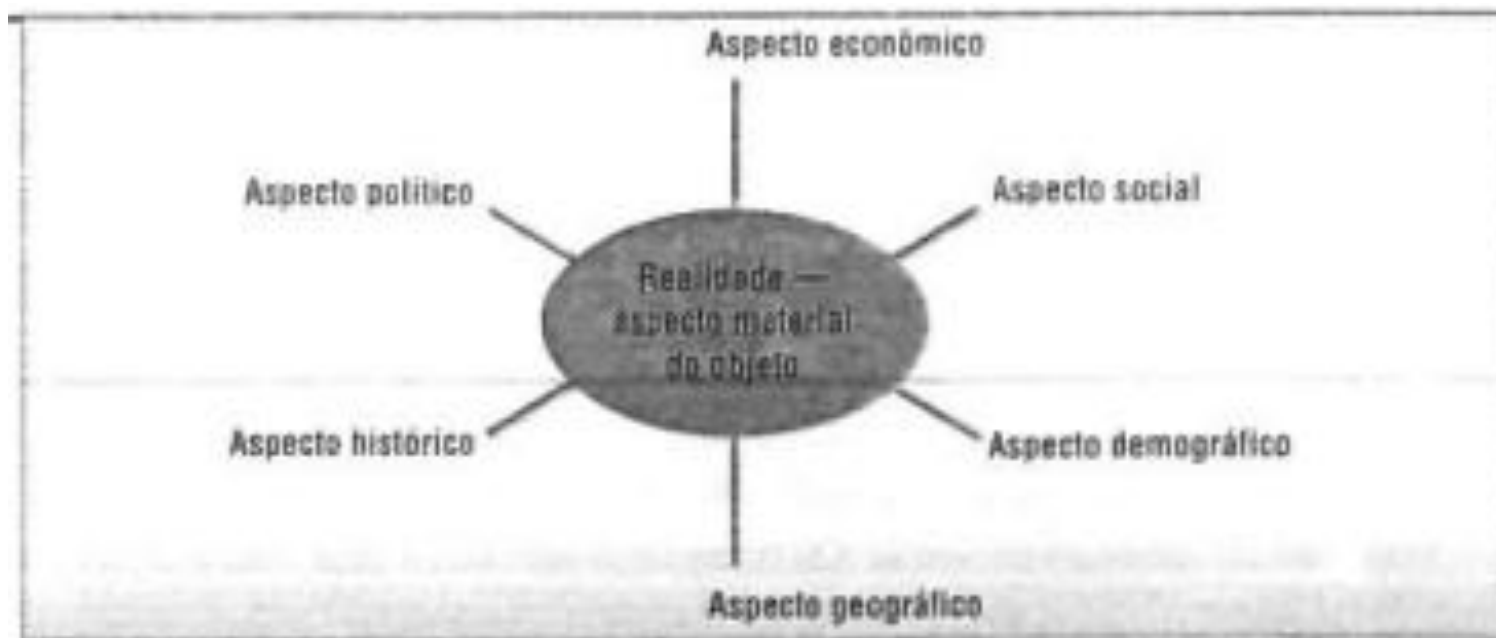 Aspecto econômico
Aspecto político
Aspecto social
Realidade —
aspecto material
do objeto
Aspecto histórico
Aspecto demográfico
Aspecto geográfico